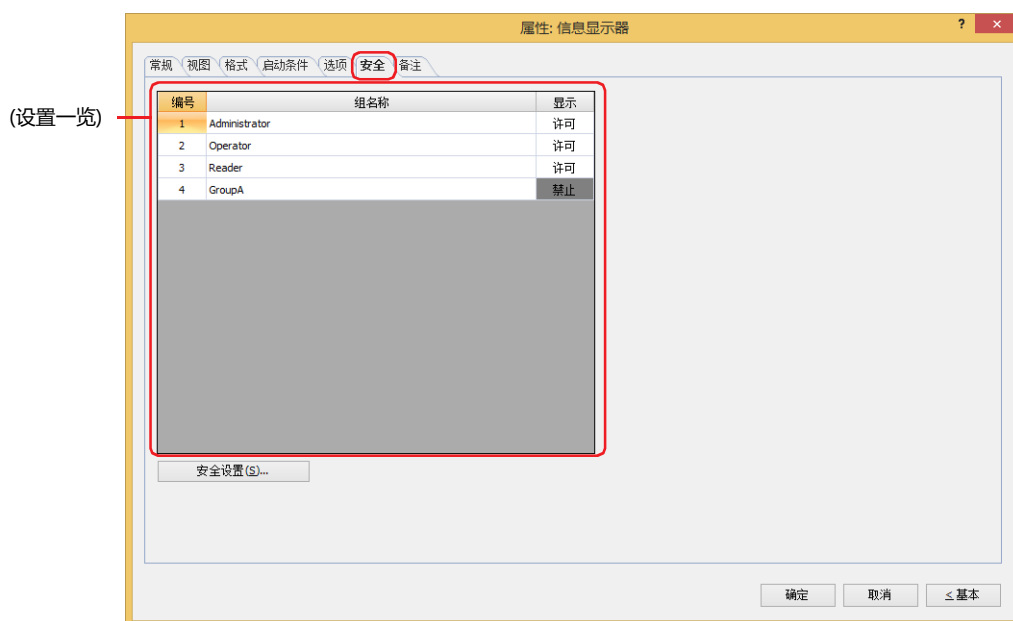 属性: 信息显示器
?
×
常规 视图 格式 启动条件 选项 安全 备注
(设置一览)
编号 组名称 显示
1 Administrator 许可
2 Operator 许可
3 Reader 许可
4 GroupA 禁止
安全设置(S)...
确定 取消 ≤基本